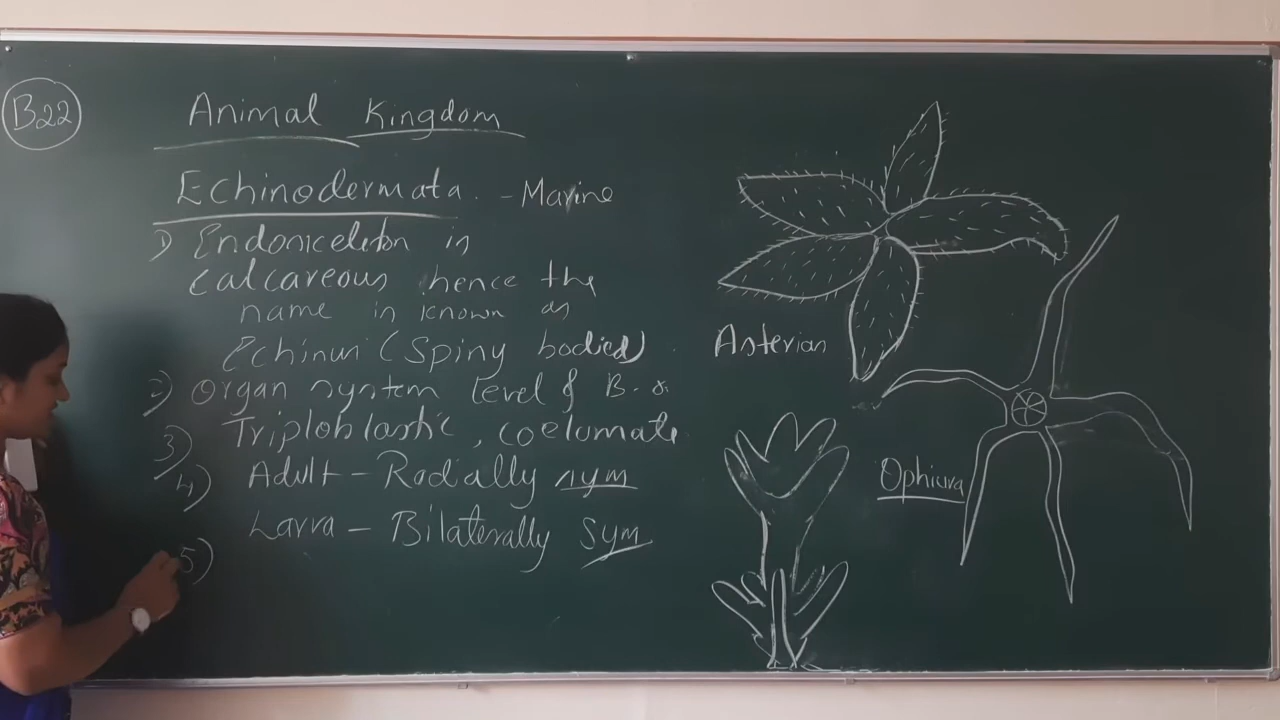 B22
Animal Kingdom
Echinodermata - Marine
1) Endosceleton is
Calcareous hence the
name is known as
Echinus (Spiny bodied)
2) Organ system level of B.O.
3) Triploblastic, coelomate
4) Adult - Radially sym
Larva - Bilaterally sym
5)
Asterias
Ophiura